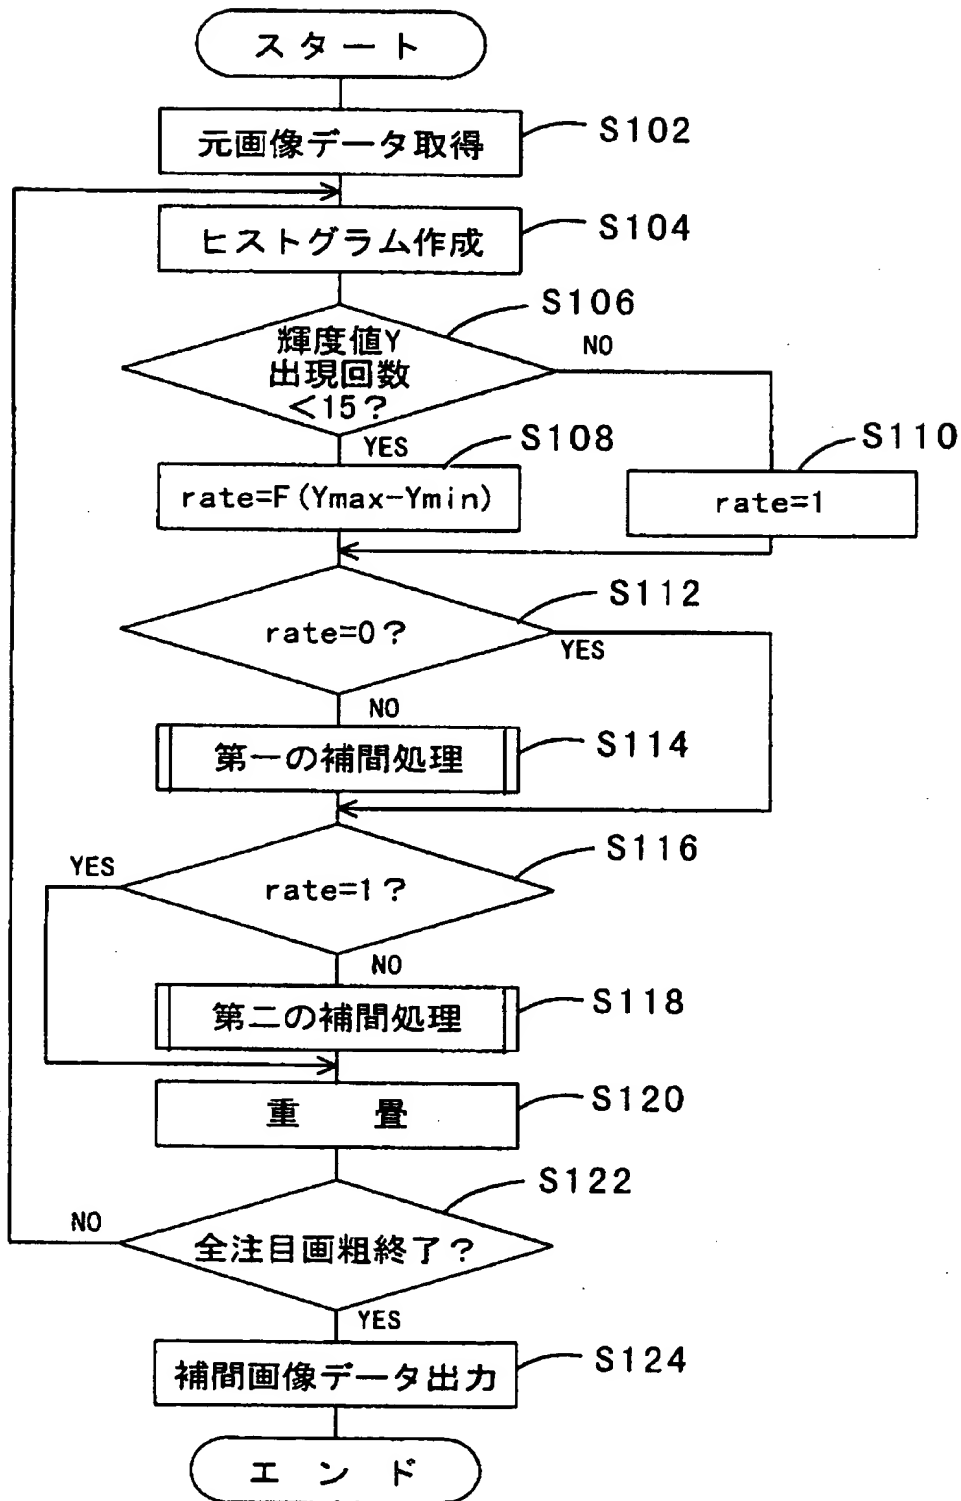 スタート
元画像データ取得
S102
ヒストグラム作成
S104
輝度値Y
出現回数
<15?
S106
NO
YES
rate=F(Ymax-Ymin)
S108
rate=1
S110
rate=0?
S112
YES
NO
第一の補間処理
S114
rate=1?
S116
YES
NO
第二の補間処理
S118
重 畳
S120
全注目画粗終了?
S122
NO
YES
補間画像データ出力
S124
エンド